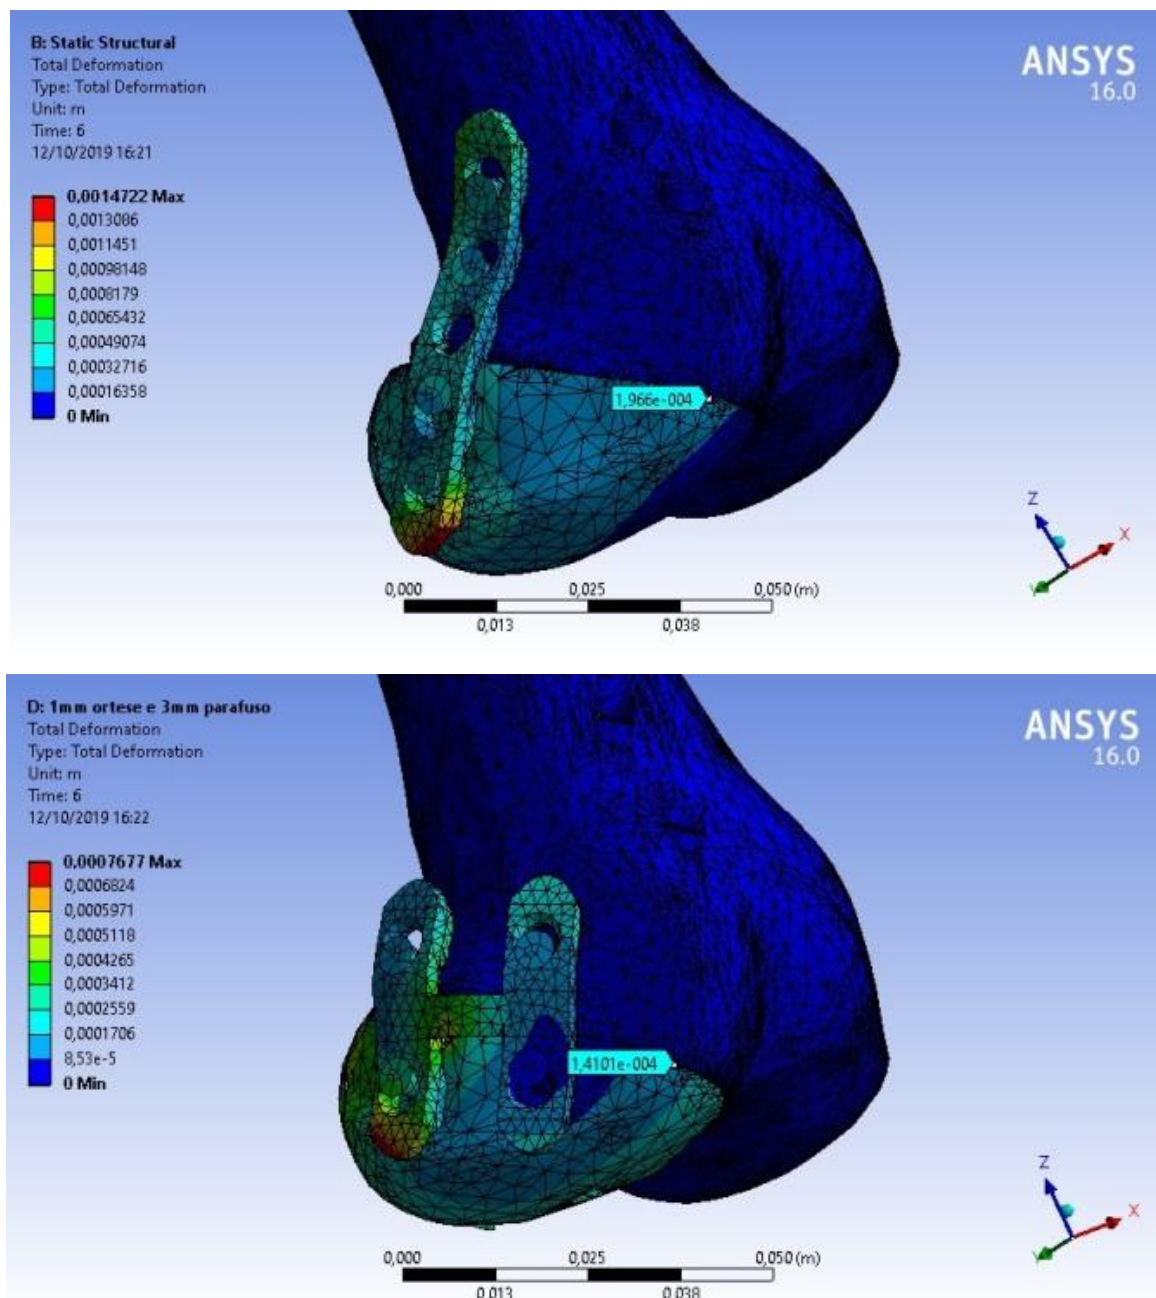 B: Static Structural
Total Deformation
Type: Total Deformation
Unit: m
Time: 6
12/10/2019 16:21
ANSYS
16.0
0,0014722 Max
0,0013086
0,0011451
0,00098148
0,0008179
0,00065432
0,00049074
0,00032716
0,00016358
0 Min
1,966e-004
Z
X
Y
0,000 0,025 0,050 (m)
0,013 0,038
D: 1mm ortese e 3mm parafuso
Total Deformation
Type: Total Deformation
Unit: m
Time: 6
12/10/2019 16:22
ANSYS
16.0
0,0007677 Max
0,0006824
0,0005971
0,0005118
0,0004265
0,0003412
0,0002559
0,0001706
8,53e-5
0 Min
1,4101e-004
Z
X
Y
0,000 0,025 0,050 (m)
0,013 0,038